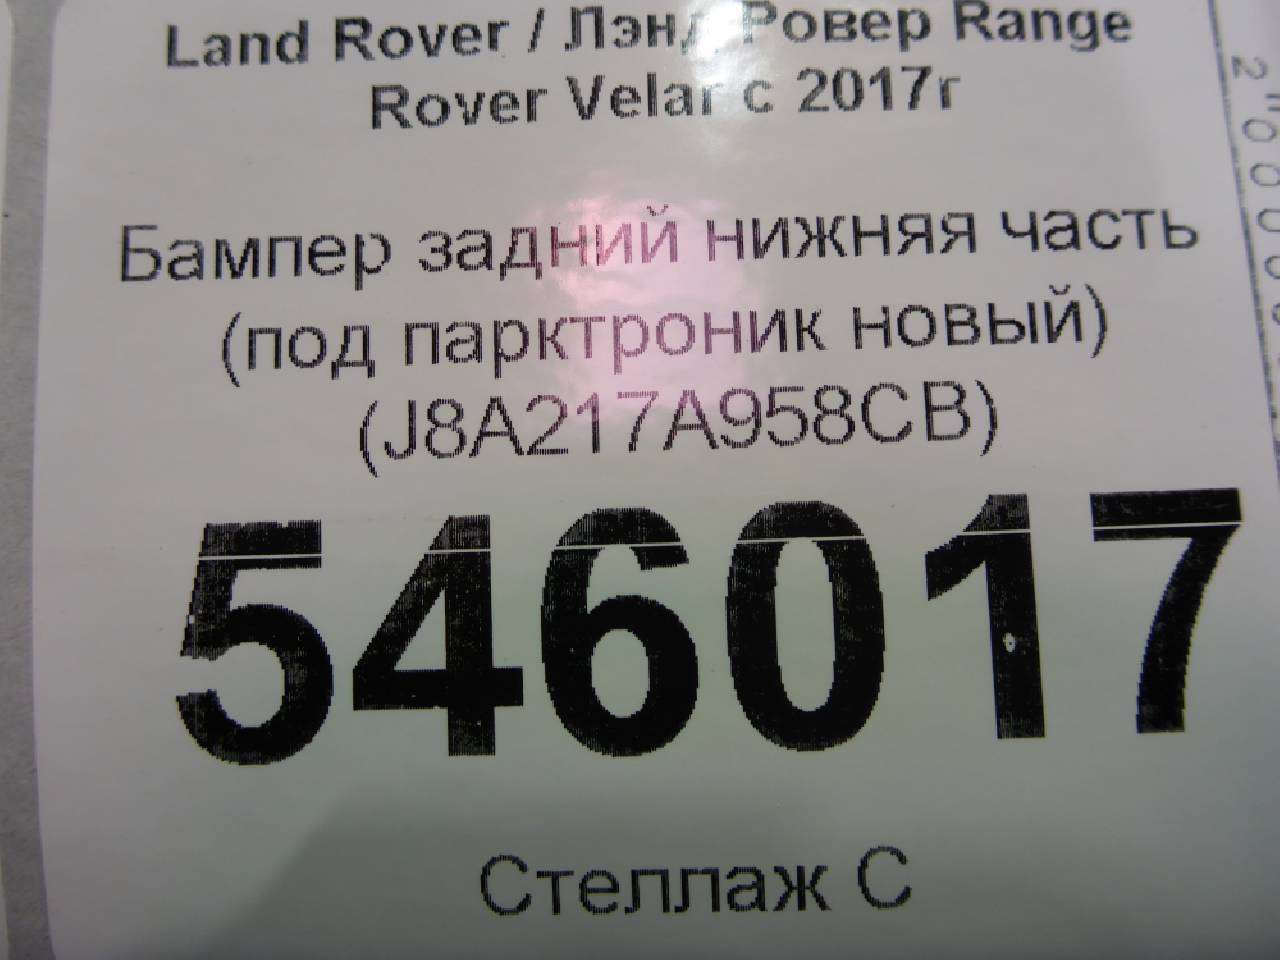 Land Rover / Лэнд Ровер Range
Rover Velar с 2017г
Бампер задний нижняя часть
(под парктроник новый)
(J8A217A958CB)
546017
Стеллаж С